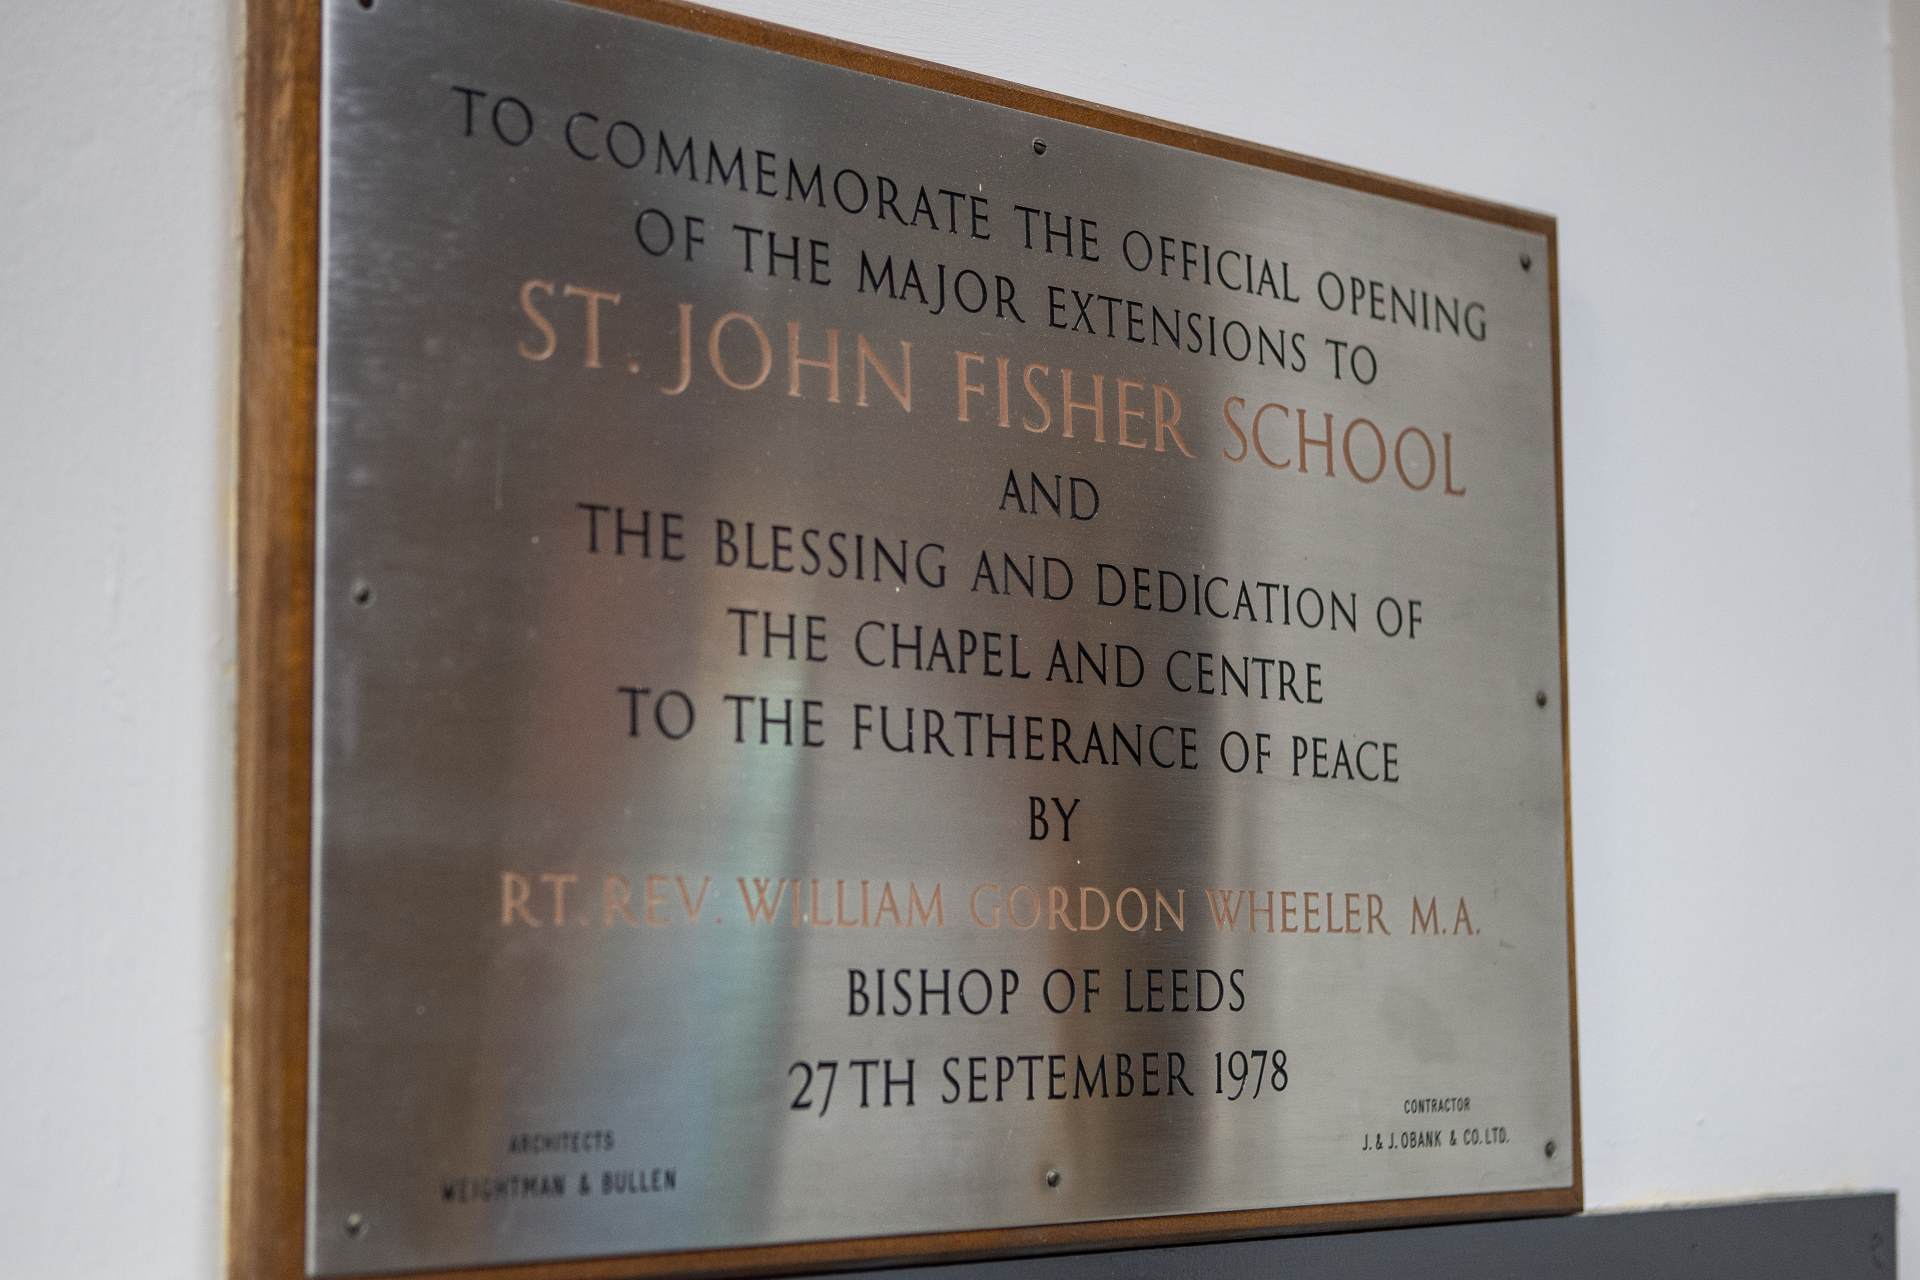 TO COMMEMORATE THE OFFICIAL OPENING
OF THE MAJOR EXTENSIONS TO
ST. JOHN FISHER SCHOOL
AND
THE BLESSING AND DEDICATION OF
THE CHAPEL AND CENTRE
TO THE FURTHERANCE OF PEACE
BY
RT. REV. WILLIAM GORDON WHEELER M.A.
BISHOP OF LEEDS
27TH SEPTEMBER 1978
ARCHITECTS
WEIGHTMAN & BULLEN
CONTRACTOR
J. & J. OBANK & CO. LTD.